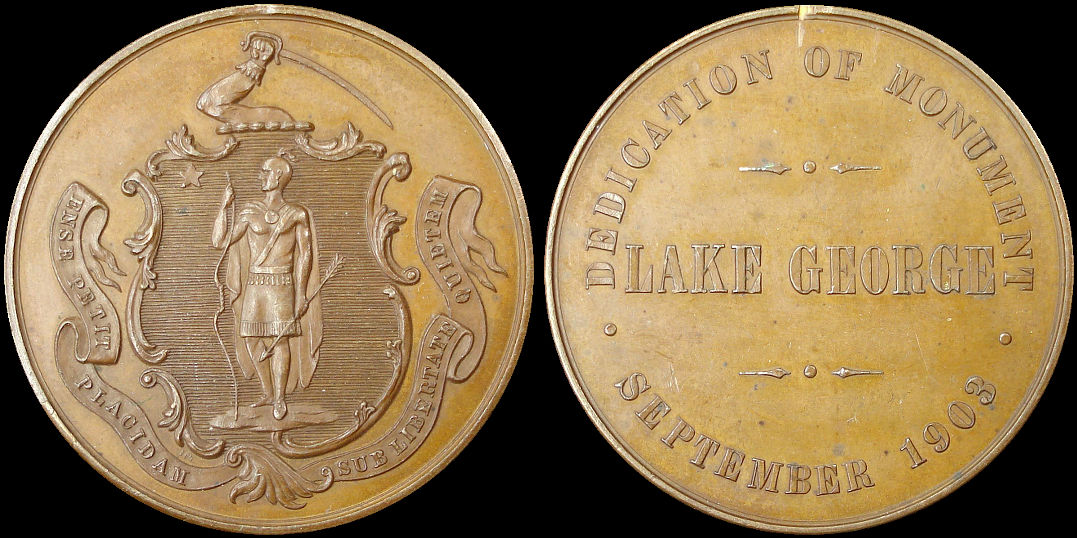 ENSE PETIT
PLACIDAM
SUB LIBERTATE
QUIETEM
DEDICATION OF MONUMENT
LAKE GEORGE
SEPTEMBER 1903